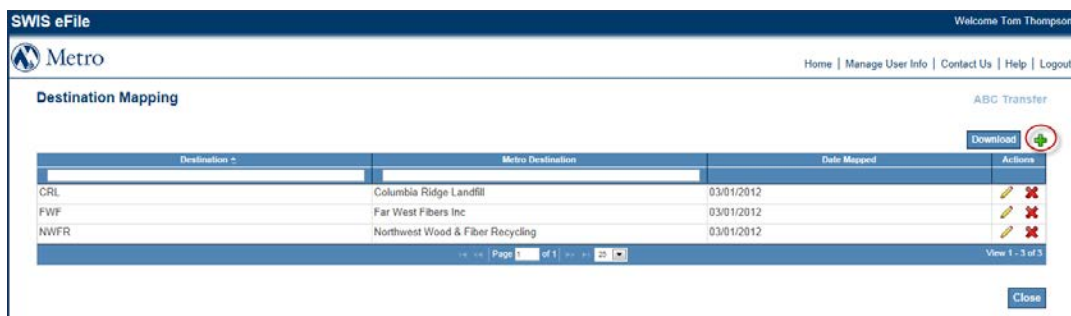 SWIS eFile Welcome Tom Thompson
Metro
Home | Manage User Info | Contact Us | Help | Logout
Destination Mapping ABC Transfer
Download
Destination Metro Destination Date Mapped Actions
CRL Columbia Ridge Landfill 03/01/2012
FWF Far West Fibers Inc 03/01/2012
NWFR Northwest Wood & Fiber Recycling 03/01/2012
Page 1 of 1 25 View 1 - 3 of 3
Close